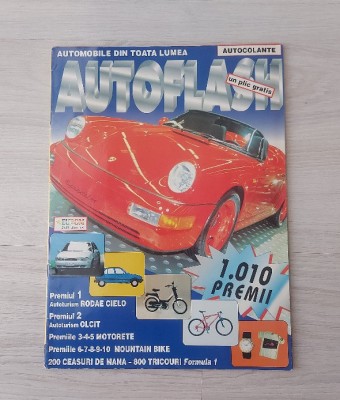 AUTOMOBILE DIN TOATA LUMEA
AUTOCOLANTE
AUTOFLASH
un plic gratis
1.010
PREMII
Premiul 1
Autoturism RODAE CIELO
Premiul 2
Autoturism OLCIT
Premiile 3-4-5 MOTORETE
Premiile 6-7-8-9-10 MOUNTAIN BIKE
200 CEASURI DE MANA - 800 TRICOURI Formula 1